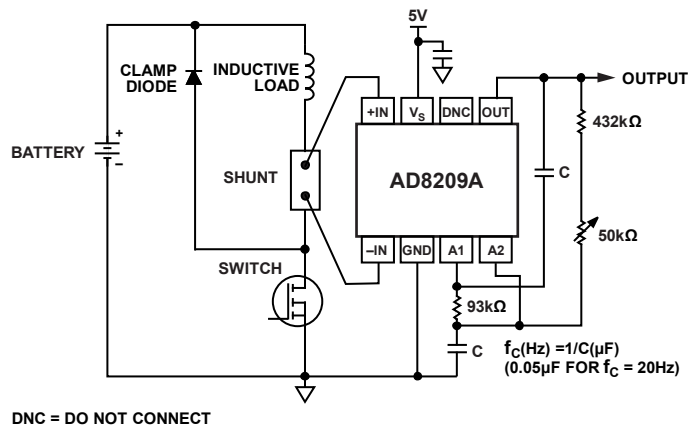 5V
CLAMP
DIODE
INDUCTIVE
LOAD
OUTPUT
+IN
VS
DNC
OUT
432kΩ
BATTERY
+
–
SHUNT
AD8209A
C
50kΩ
–IN
GND
A1
A2
SWITCH
93kΩ
C
fC(Hz) =1/C(µF)
(0.05µF FOR fC = 20Hz)
DNC = DO NOT CONNECT